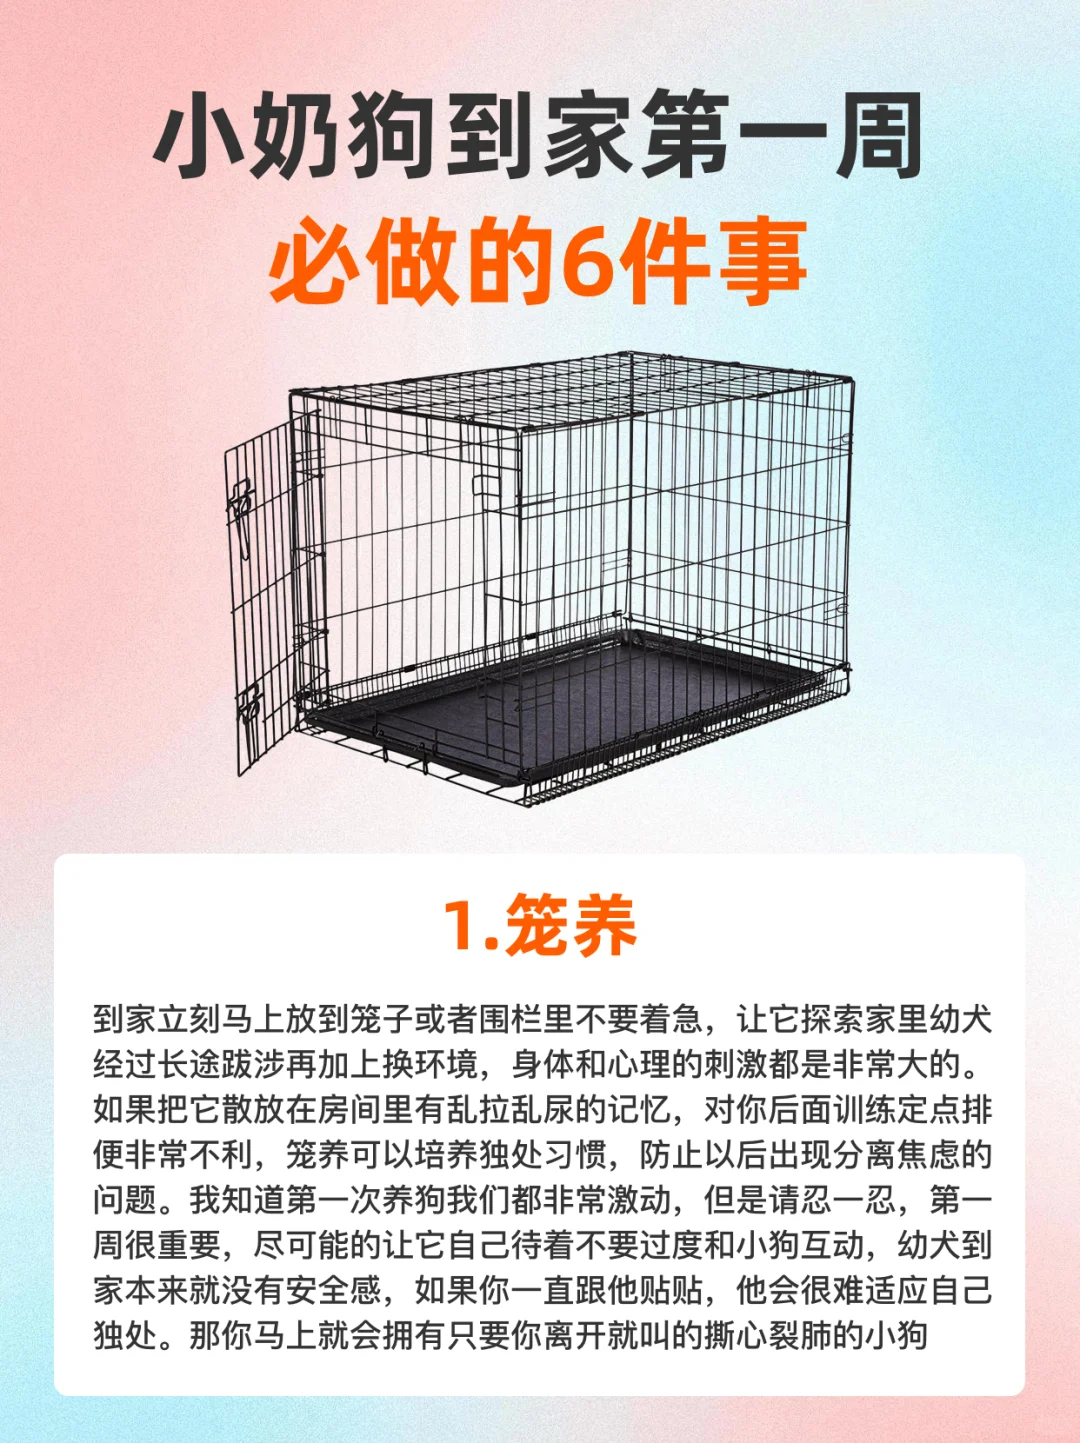 小奶狗到家第一周
必做的6件事
1.笼养
到家立刻马上放到笼子或者围栏里不要着急，让它探索家里幼犬
经过长途跋涉再加上换环境，身体和心理的刺激都是非常大的。
如果把它散放在房间里有乱拉乱尿的记忆，对你后面训练定点排
便非常不利，笼养可以培养独处习惯，防止以后出现分离焦虑的
问题。我知道第一次养狗我们都非常激动，但是请忍一忍，第一
周很重要，尽可能的让它自己待着不要过度和小狗互动，幼犬到
家本来就没有安全感，如果你一直跟他贴贴，他会很难适应自己
独处。那你马上就会拥有只要你离开就叫的撕心裂肺的小狗